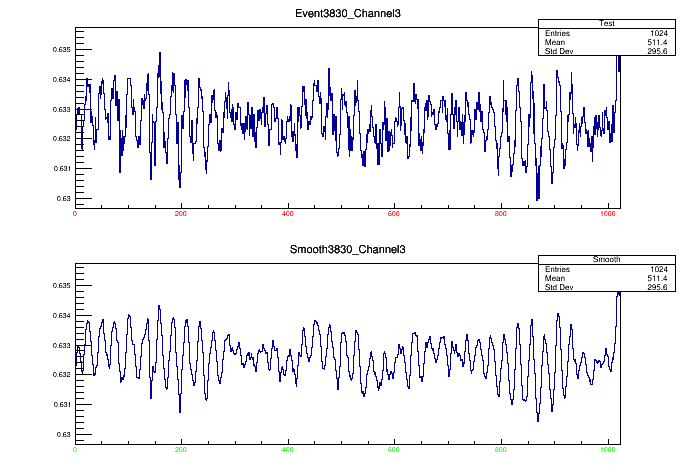 Event3830_Channel3
Test
Entries 1024
Mean 511.4
Std Dev 295.6
0.635
0.634
0.633
0.632
0.631
0.63
0 200 400 600 800 1000
Smooth3830_Channel3
Smooth
Entries 1024
Mean 511.4
Std Dev 295.6
0.635
0.634
0.633
0.632
0.631
0.63
0 200 400 600 800 1000